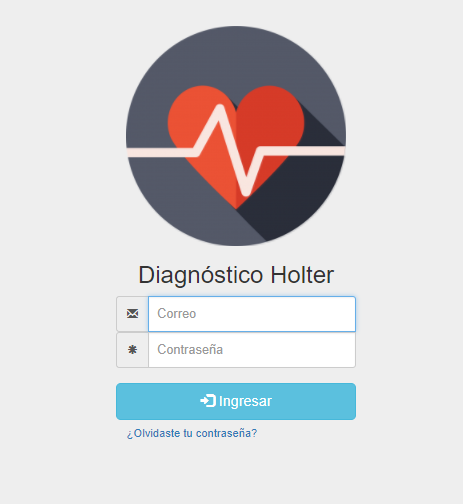 Diagnóstico Holter
Correo
Contraseña
Ingresar
¿Olvidaste tu contraseña?